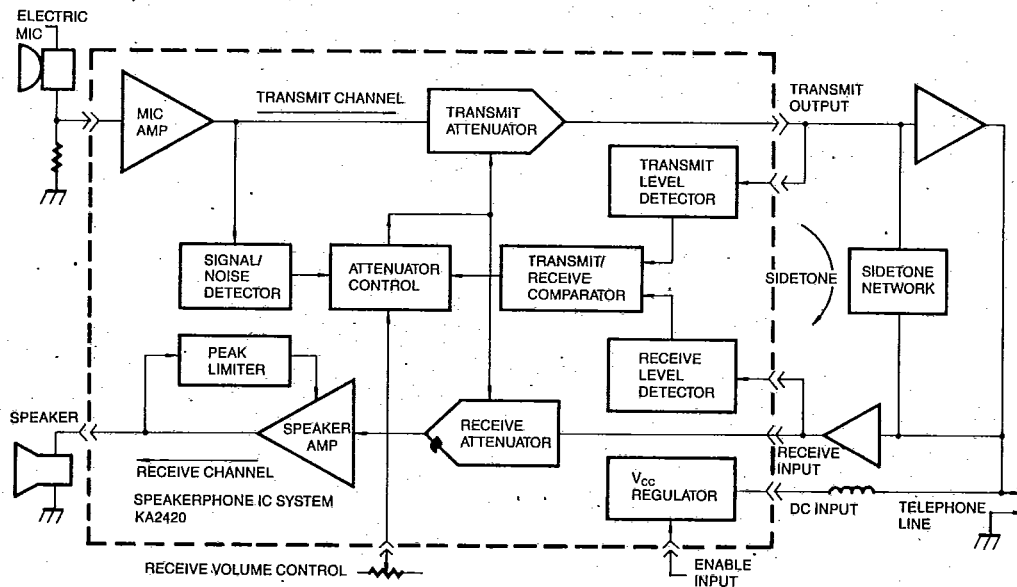 ELECTRIC
MIC
MIC
AMP
TRANSMIT CHANNEL
TRANSMIT
ATTENUATOR
TRANSMIT
OUTPUT
TRANSMIT
LEVEL
DETECTOR
SIGNAL/
NOISE
DETECTOR
ATTENUATOR
CONTROL
TRANSMIT/
RECEIVE
COMPARATOR
SIDETONE
SIDETONE
NETWORK
PEAK
LIMITER
RECEIVE
LEVEL
DETECTOR
SPEAKER
SPEAKER
AMP
RECEIVE
ATTENUATOR
RECEIVE
INPUT
RECEIVE CHANNEL
SPEAKERPHONE IC SYSTEM
KA2420
VCC
REGULATOR
DC INPUT
TELEPHONE
LINE
RECEIVE VOLUME CONTROL
ENABLE
INPUT